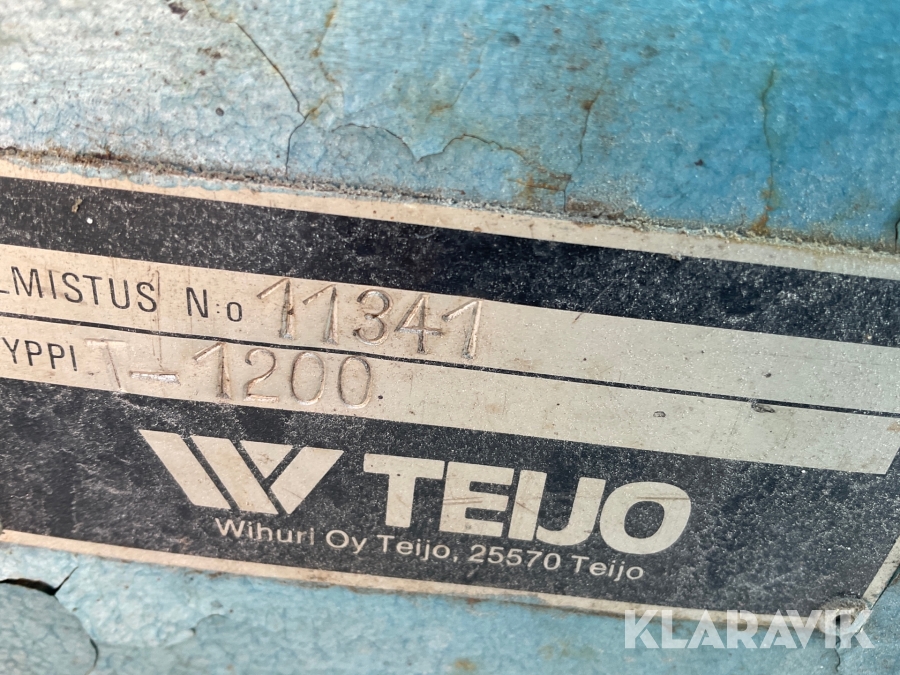 LMISTUS N:o 11341
YPPI T-1200
TEIJO
Wihuri Oy Teijo, 25570 Teijo
KLARAVIK